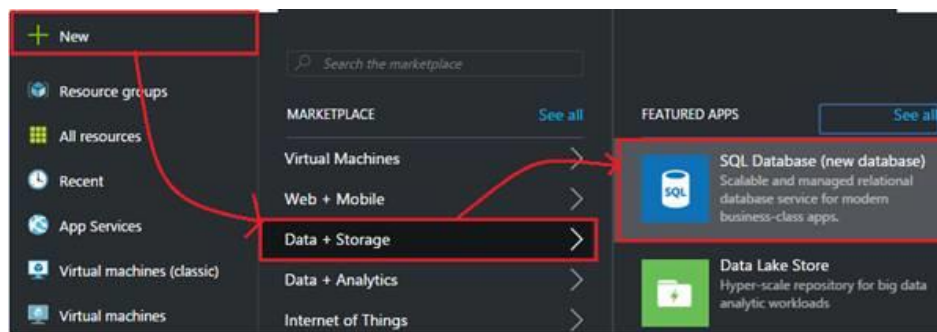 New
Resource groups
All resources
Recent
App Services
Virtual machines (classic)
Virtual machines
Search the marketplace
MARKETPLACE
See all
Virtual Machines
Web + Mobile
Data + Storage
Data + Analytics
Internet of Things
FEATURED APPS
See all
SQL
SQL Database (new database)
Scalable and managed relational
database service for modern
business-class apps.
Data Lake Store
Hyper-scale repository for big data
analytic workloads